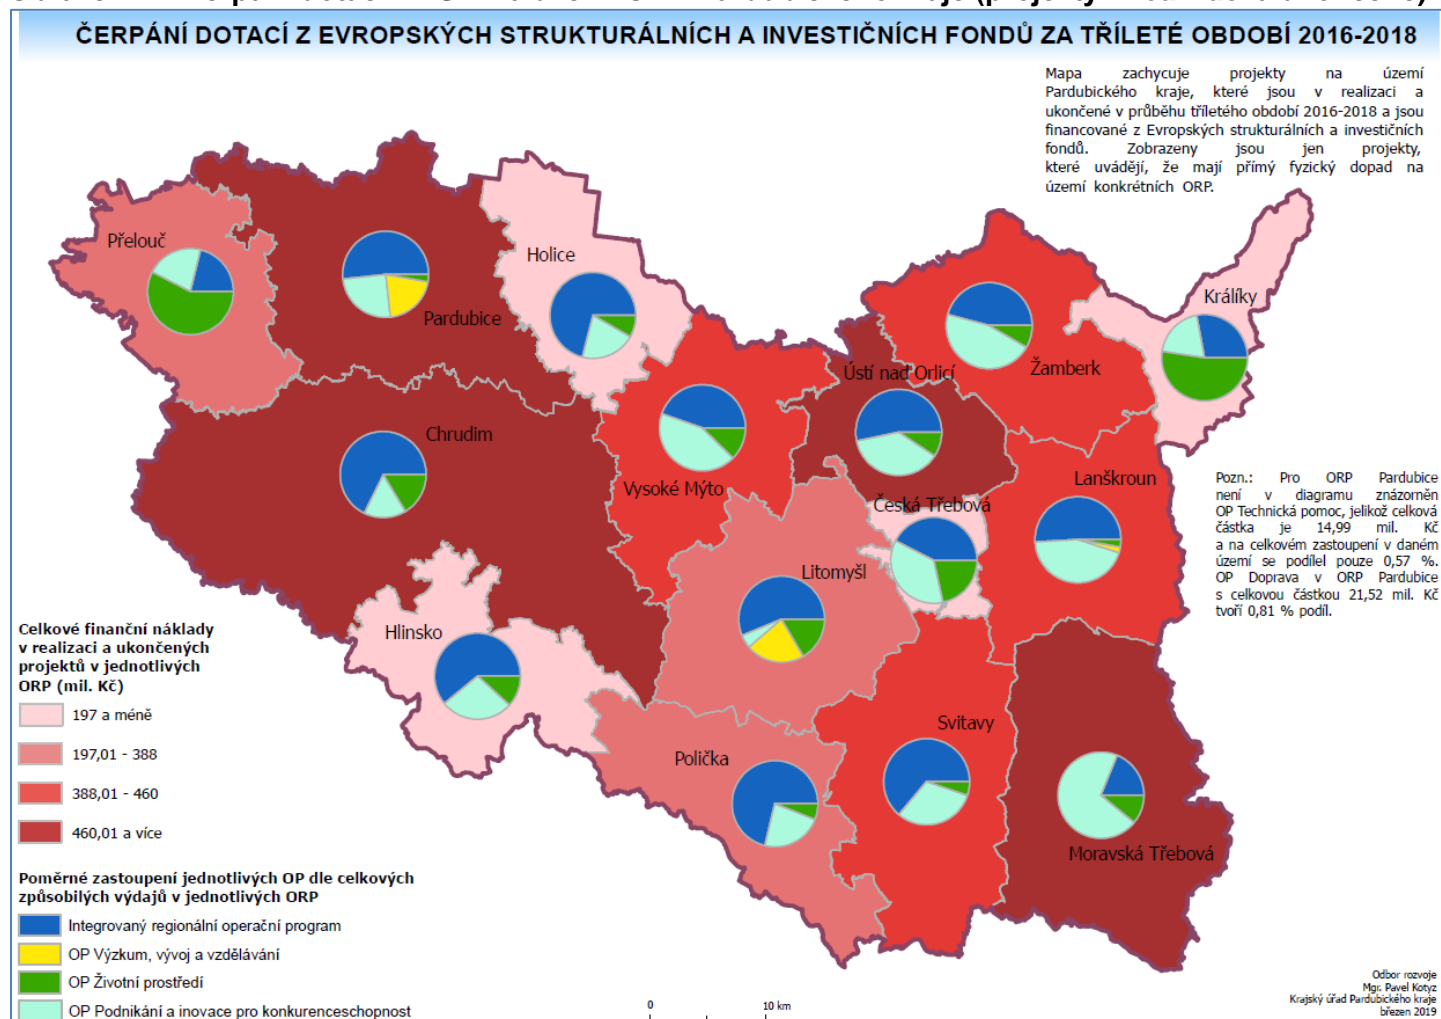 ČERPÁNÍ DOTACÍ Z EVROPSKÝCH STRUKTURÁLNÍCH A INVESTIČNÍCH FONDŮ ZA TŘÍLETÉ OBDOBÍ 2016-2018
Mapa zachycuje projekty na území
Pardubického kraje, které jsou v realizaci a
ukončené v průběhu tříletého období 2016-2018 a jsou
financované z Evropských strukturálních a investičních
fondů. Zobrazeny jsou jen projekty,
které uvádějí, že mají přímý fyzický dopad na
území konkrétních ORP.
Přelouč
Holice
Pardubice
Králíky
Žamberk
Ústí nad Orlicí
Chrudim
Vysoké Mýto
Lanškroun
Česká Třebová
Litomyšl
Hlinsko
Svitavy
Polička
Moravská Třebová
Pozn.: Pro ORP Pardubice
není v diagramu znázorněn
OP Technická pomoc, jelikož celková
částka je 14,99 mil. Kč
a na celkovém zastoupení v daném
území se podílel pouze 0,57 %.
OP Doprava v ORP Pardubice
s celkovou částkou 21,52 mil. Kč
tvoří 0,81 % podíl.
Celkové finanční náklady
v realizaci a ukončených
projektů v jednotlivých
ORP (mil. Kč)
197 a méně
197,01 - 388
388,01 - 460
460,01 a více
Poměrné zastoupení jednotlivých OP dle celkových
způsobilých výdajů v jednotlivých ORP
Integrovaný regionální operační program
OP Výzkum, vývoj a vzdělávání
OP Životní prostředí
OP Podnikání a inovace pro konkurenceschopnost
0 10 km
Odbor rozvoje
Mgr. Pavel Kotyz
Krajský úřad Pardubického kraje
březen 2019